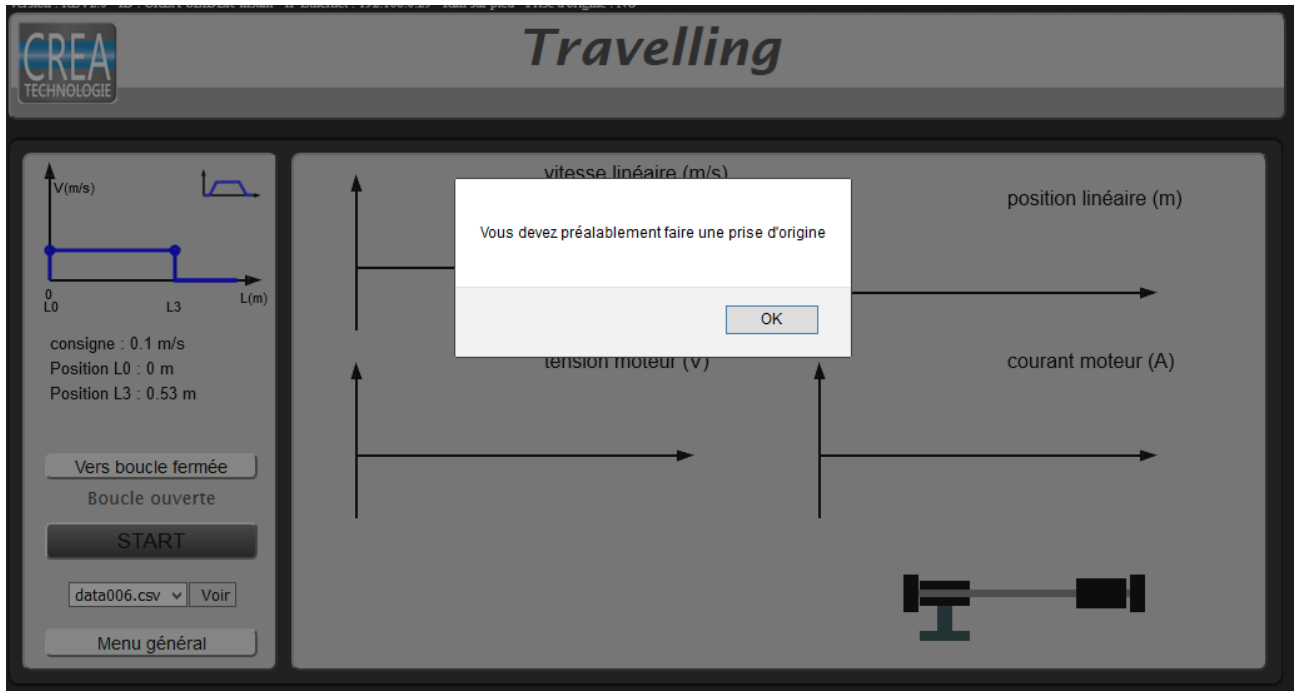 CREA
TECHNOLOGIE
Travelling
V(m/s)
0
L0
L3
L(m)
consigne : 0.1 m/s
Position L0 : 0 m
Position L3 : 0.53 m
Vers boucle fermée
Boucle ouverte
START
data006.csv
Voir
Menu général
vitesse linéaire (m/s)
position linéaire (m)
Vous devez préalablement faire une prise d'origine
OK
tension moteur (V)
courant moteur (A)